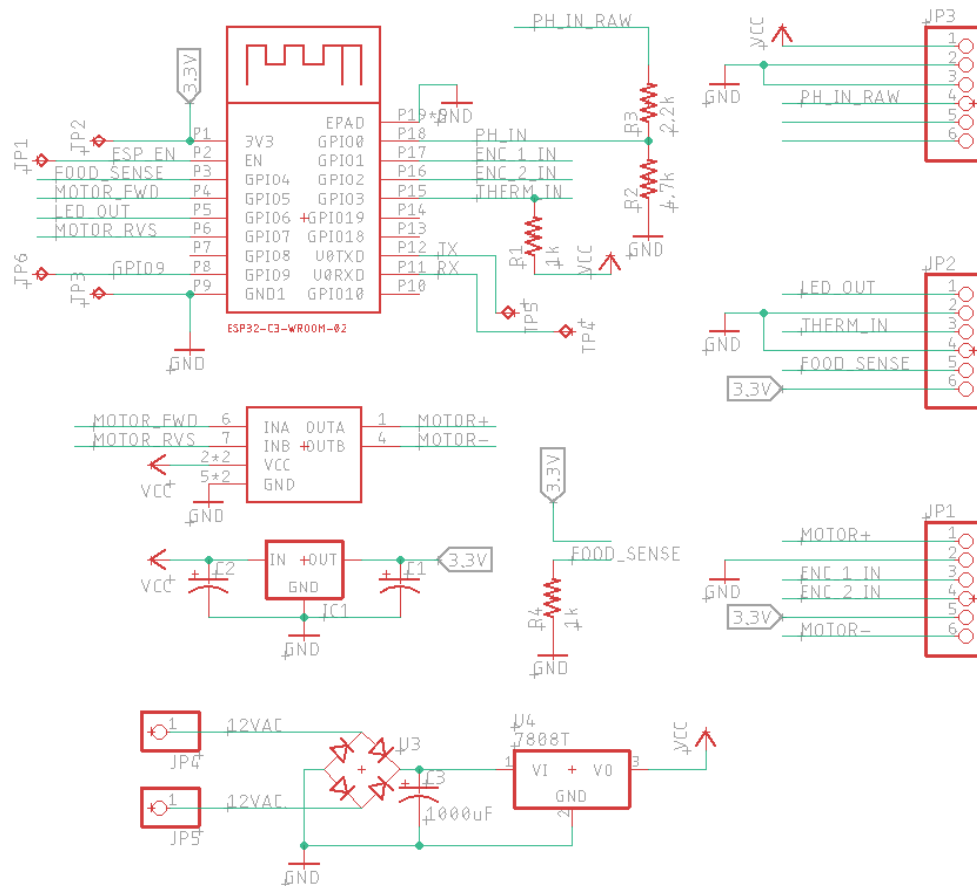 PH_IN_RAW
3.3V
TP2
TP1
TP6
TP3
ESP_EN
FOOD_SENSE
MOTOR_FWD
LED_OUT
MOTOR_RVS
GPIO9
P1
P2
P3
P4
P5
P6
P7
P8
P9
3V3
EN
GPIO4
GPIO5
GPIO6
GPIO7
GPIO8
GPIO9
GND1
EPAD
GPIO0
GPIO1
GPIO2
GPIO3
GPIO19
GPIO18
U0TXD
U0RXD
GPIO10
P18
P17
P16
P15
P14
P13
P12
P11
P10
GND
PH_IN
ENC_1_IN
ENC_2_IN
THERM_IN
TX
RX
TP5
TP4
R3
2.2k
R2
4.7k
GND
R1
1k
VCC
ESP32-C3-WROOM-02
GND
JP3
VCC
GND
PH_IN_RAW
1
2
3
4
5
6
JP2
LED_OUT
GND
THERM_IN
FOOD_SENSE
3.3V
1
2
3
4
5
6
MOTOR_FWD
MOTOR_RVS
VCC
GND
6
7
2*2
5*2
INA OUTA
INB OUTB
VCC
GND
1
4
MOTOR+
MOTOR-
VCC
C2
IN OUT
GND
IC1
C1
3.3V
GND
3.3V
FOOD_SENSE
R4
1k
GND
JP1
MOTOR+
GND
ENC_1_IN
ENC_2_IN
3.3V
MOTOR-
1
2
3
4
5
6
1
JP4
12VAC
1
JP5
12VAC
U3
C3
1000uF
GND
U4
7808T
1
VI VO
GND
2
3
VCC